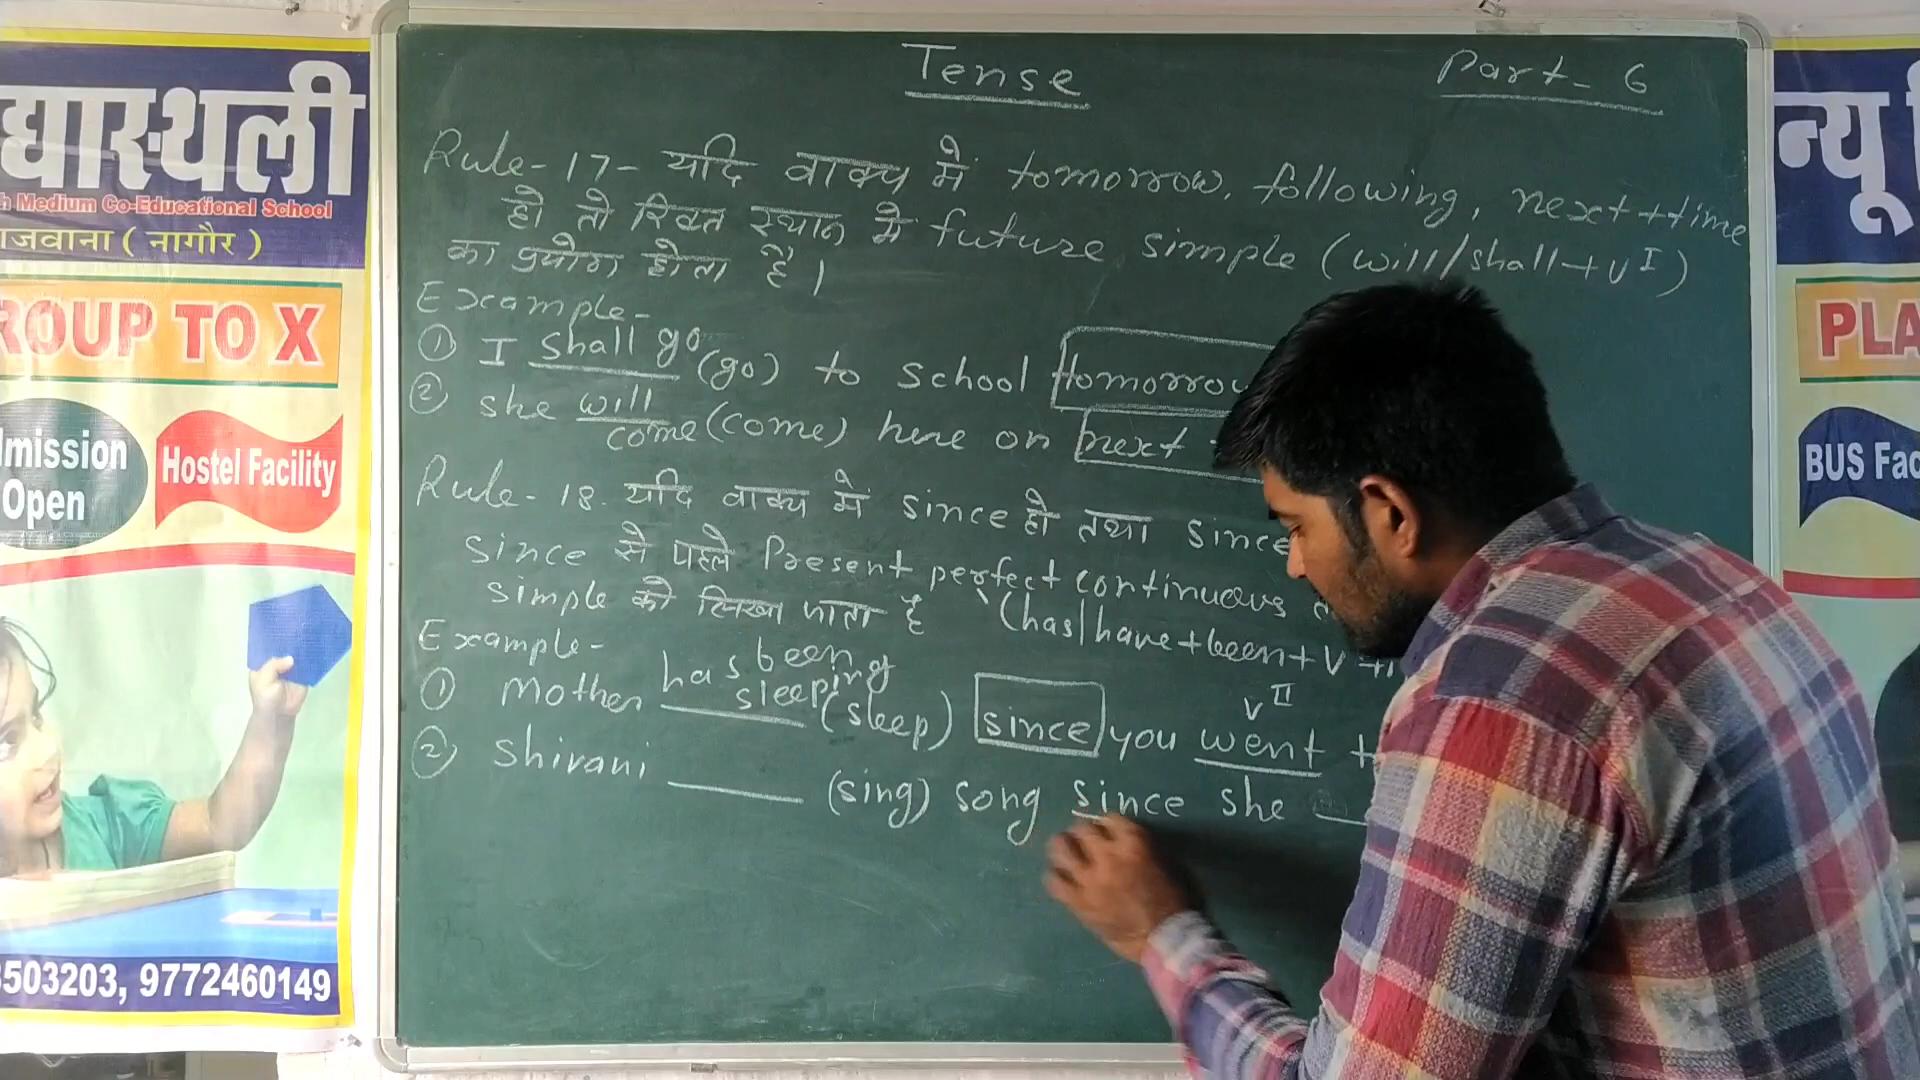 Tense
Part-6
Rule-17- यदि वाक्य में tomorrow, following, next+time
हो तो रिक्त स्थान में future simple (will/shall+VI)
का प्रयोग होता है।
Example-
① I shall go (go) to school tomorrow
② she will come (come) here on next
Rule-18. यदि वाक्य में since हो तथा since
since से पहले Present perfect continuous
simple को लिखा जाता है (has/have+been+V+
Example-
① Mother has been sleeping (sleep) since you went
VII
② Shivani ____ (sing) song since she
द्यास्थली
Medium Co-Educational School
जवाना (नागौर)
ROUP TO X
mission
Open
Hostel Facility
503203, 9772460149
न्यू
PLA
BUS Fac